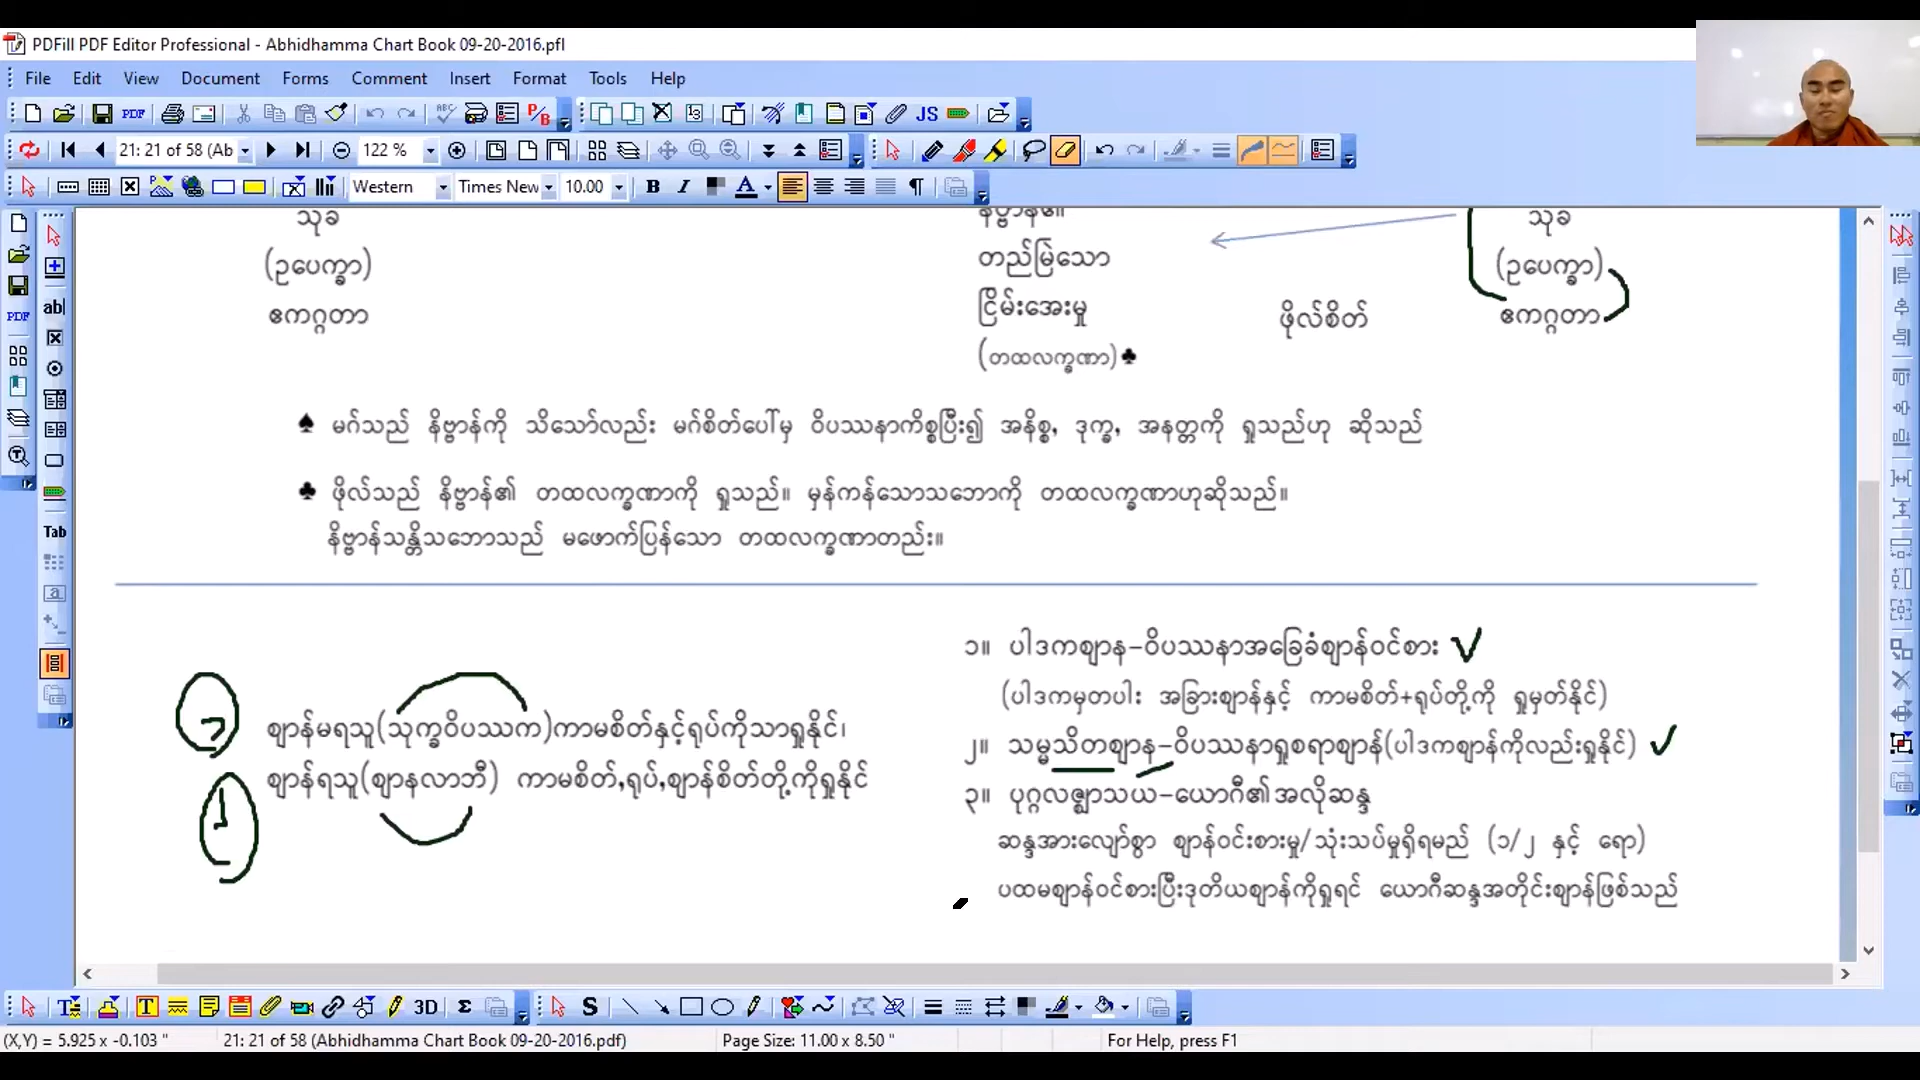 PDFill PDF Editor Professional - Abhidhamma Chart Book 09-20-2016.pfl
File Edit View Document Forms Comment Insert Format Tools Help
PDF JS
21: 21 of 58 (Ab 122 %
Western Times New 10.00 B I A ¶
သုခ
(ဥပေက္ခာ)
ဧကဂ္ဂတာ
နိဗ္ဗာန်၏
တည်မြဲသော
ငြိမ်းအေးမှု
(တထလက္ခဏာ)♣
ဖိုလ်စိတ်
သုခ
(ဥပေက္ခာ)
ဧကဂ္ဂတာ
♠ မဂ်သည် နိဗ္ဗာန်ကို သိသော်လည်း မဂ်စိတ်ပေါ်မှ ဝိပဿနာကိစ္စပြီး၍ အနိစ္စ, ဒုက္ခ, အနတ္တကို ရှုသည်ဟု ဆိုသည်
♣ ဖိုလ်သည် နိဗ္ဗာန်၏ တထလက္ခဏာကို ရှုသည်။ မှန်ကန်သောသဘောကို တထလက္ခဏာဟုဆိုသည်။
နိဗ္ဗာန်သန္တိသဘောသည် မဖောက်ပြန်သော တထလက္ခဏာတည်း။
ဈာန်မရသူ(သုက္ခဝိပဿက)ကာမစိတ်နှင့်ရုပ်ကိုသာရှုနိုင်၊
ဈာန်ရသူ(ဈာနလာဘီ) ကာမစိတ်,ရုပ်,ဈာန်စိတ်တို့ကိုရှုနိုင်
၁။ ပါဒကဈာန–ဝိပဿနာအခြေခံဈာန်ဝင်စား
(ပါဒကမှတပါး အခြားဈာန်နှင့် ကာမစိတ်+ရုပ်တို့ကို ရှုမှတ်နိုင်)
၂။ သမ္မသိတဈာန–ဝိပဿနာရှုစရာဈာန်(ပါဒကဈာန်ကိုလည်းရှုနိုင်)
၃။ ပုဂ္ဂလဇ္ဈာသယ–ယောဂီ၏အလိုဆန္ဒ
ဆန္ဒအားလျော်စွာ ဈာန်ဝင်းစားမှု/သုံးသပ်မှုရှိရမည် (၁/၂ နှင့် ရော)
ပထမဈာန်ဝင်စားပြီးဒုတိယဈာန်ကိုရှုရင် ယောဂီဆန္ဒအတိုင်းဈာန်ဖြစ်သည်
ab|
PDF
Tab
T 3D Σ S
(X,Y) = 5.925 x -0.103 " 21: 21 of 58 (Abhidhamma Chart Book 09-20-2016.pdf) Page Size: 11.00 x 8.50 " For Help, press F1